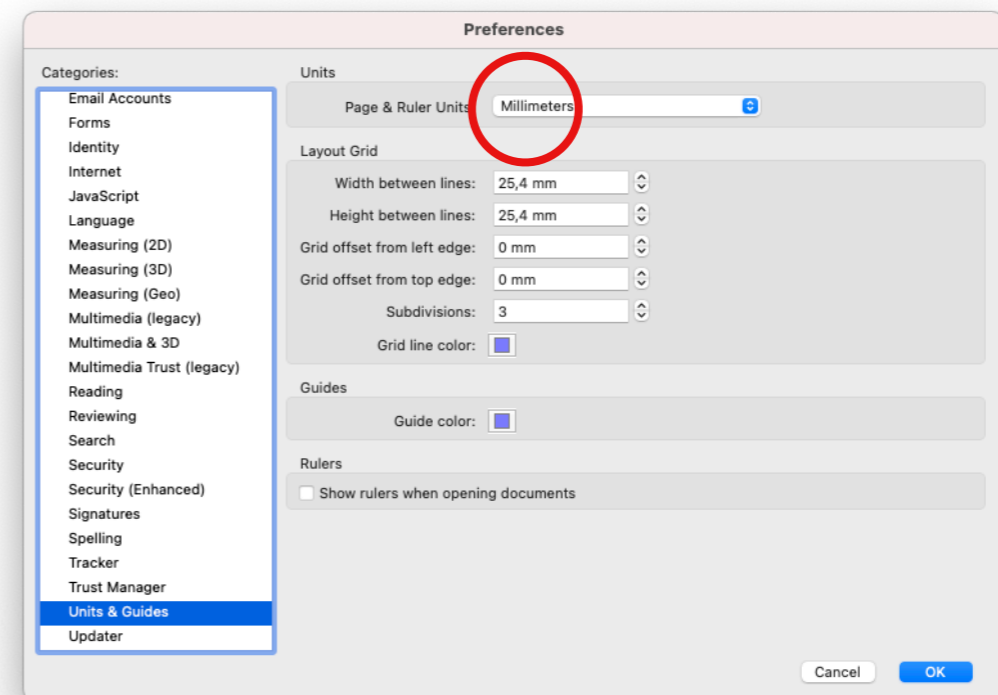 Preferences
Categories:
Email Accounts
Forms
Identity
Internet
JavaScript
Language
Measuring (2D)
Measuring (3D)
Measuring (Geo)
Multimedia (legacy)
Multimedia & 3D
Multimedia Trust (legacy)
Reading
Reviewing
Search
Security
Security (Enhanced)
Signatures
Spelling
Tracker
Trust Manager
Units & Guides
Updater
Units
Page & Ruler Units Millimeters
Layout Grid
Width between lines: 25,4 mm
Height between lines: 25,4 mm
Grid offset from left edge: 0 mm
Grid offset from top edge: 0 mm
Subdivisions: 3
Grid line color:
Guides
Guide color:
Rulers
Show rulers when opening documents
Cancel OK